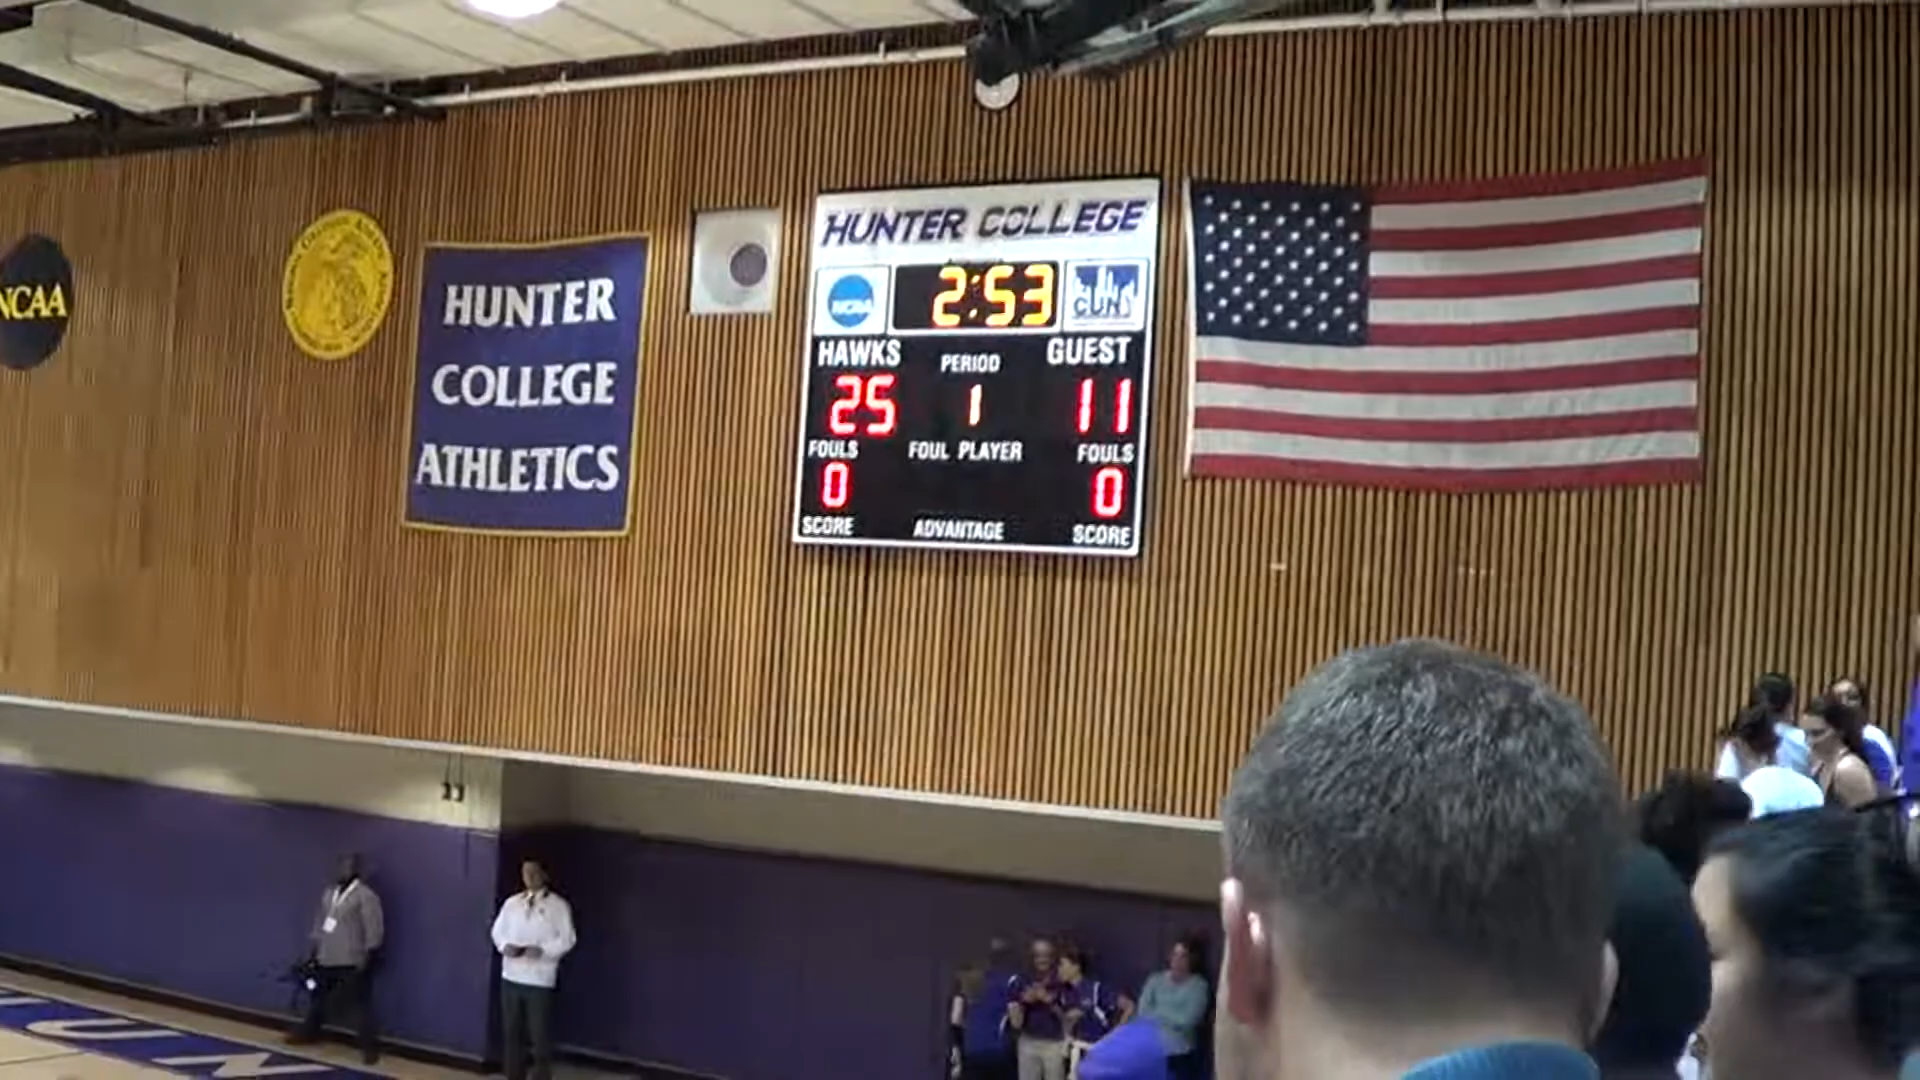 NCAA
HUNTER
COLLEGE
ATHLETICS
HUNTER COLLEGE
NCAA
2:53
CUNY
HAWKS
PERIOD
GUEST
25
1
11
FOULS
FOUL PLAYER
FOULS
0
0
SCORE
ADVANTAGE
SCORE
UN